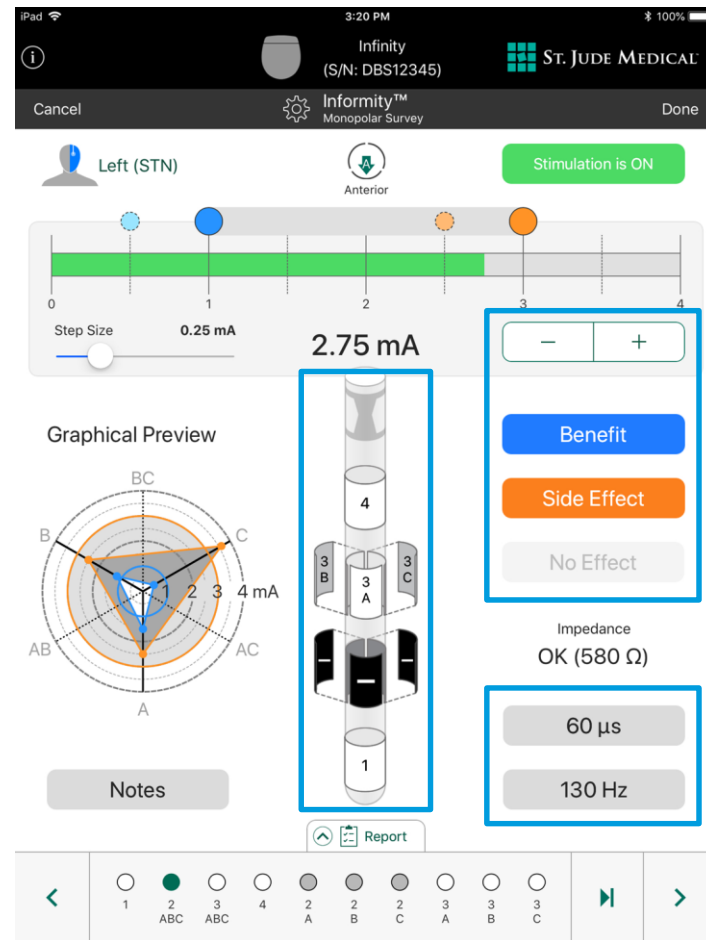 iPad 3:20 PM 100%
Infinity
(S/N: DBS12345)
ST. JUDE MEDICAL
Cancel
Informity™
Monopolar Survey
Done
Left (STN)
A
Anterior
Stimulation is ON
0 1 2 3 4
Step Size 0.25 mA
2.75 mA
− +
Graphical Preview
Benefit
Side Effect
No Effect
BC
B C
1 2 3 4 mA
AB AC
A
4
3
B
3
A
3
C
1
Impedance
OK (580 Ω)
60 µs
130 Hz
Notes
Report
1
2
ABC
3
ABC
4
2
A
2
B
2
C
3
A
3
B
3
C